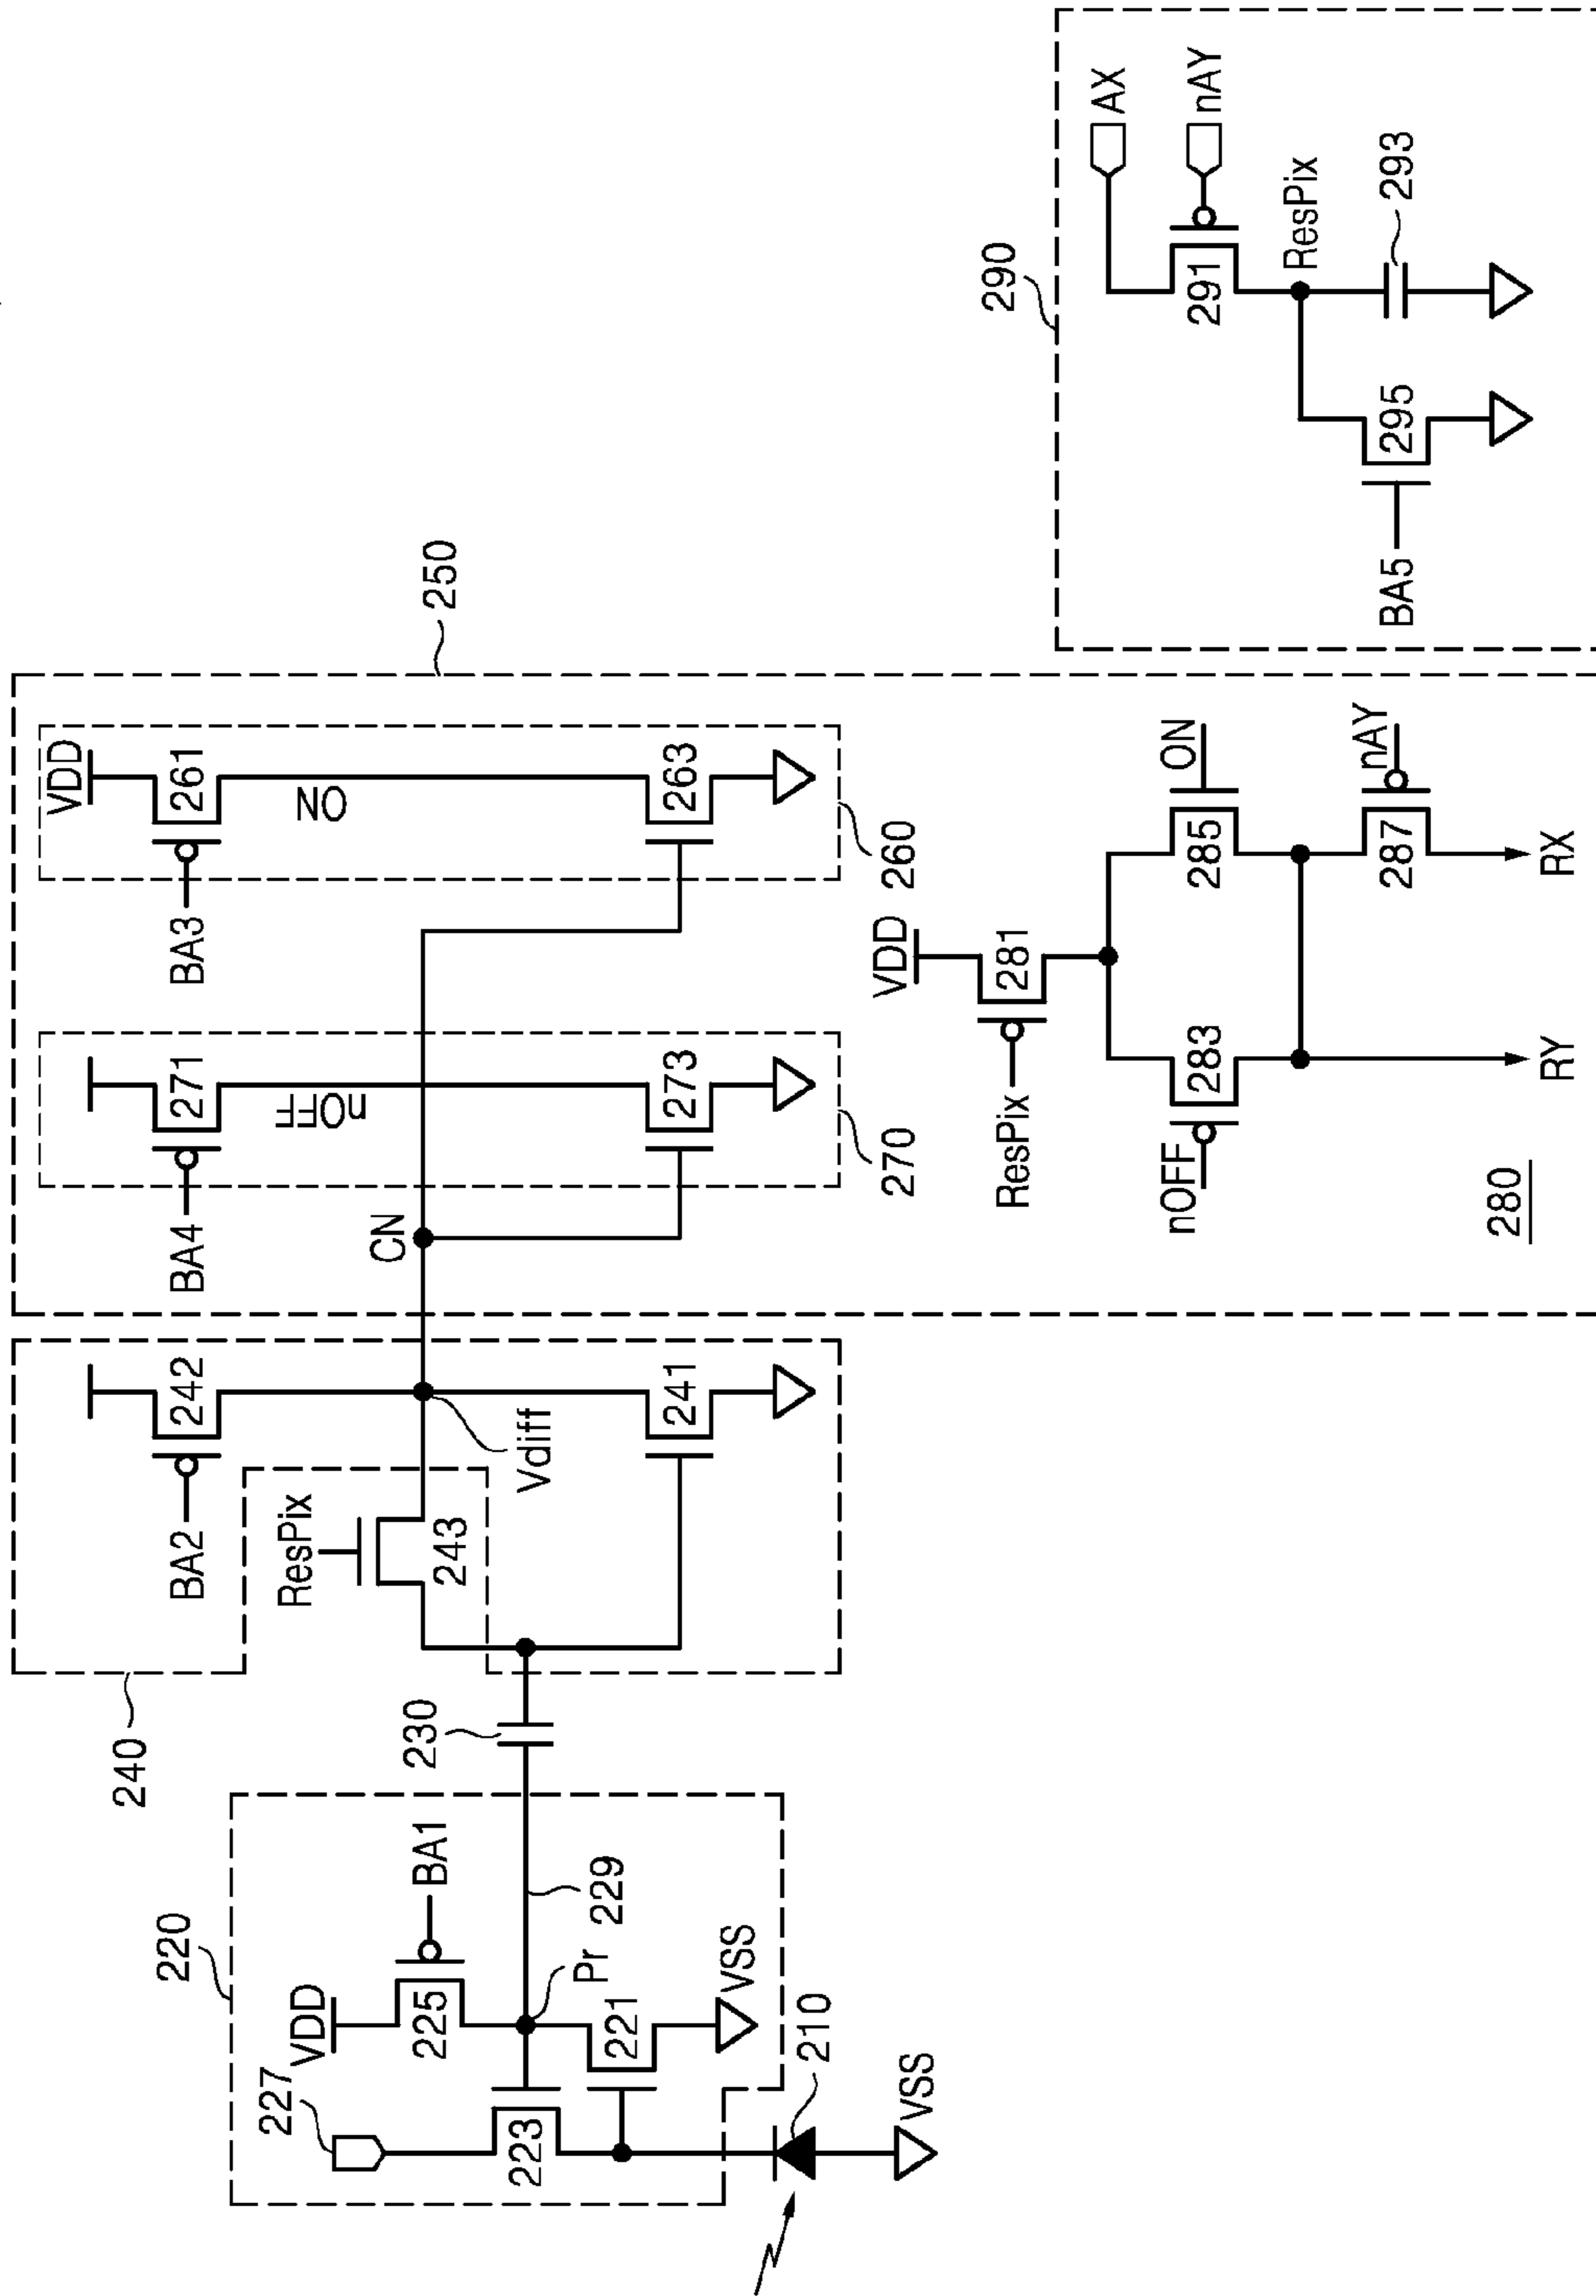 220
227
VDD
225
BA1
223
Pr
229
221
VSS
210
VSS
230
240
BA2
242
ResPix
243
Vdiff
241
250
BA4
271
nOFF
CN
273
270
VDD
BA3
261
ON
263
260
VDD
ResPix
281
nOFF
283
285
ON
287
nAY
RY
RX
280
290
AX
291
nAY
ResPix
293
295
BA5